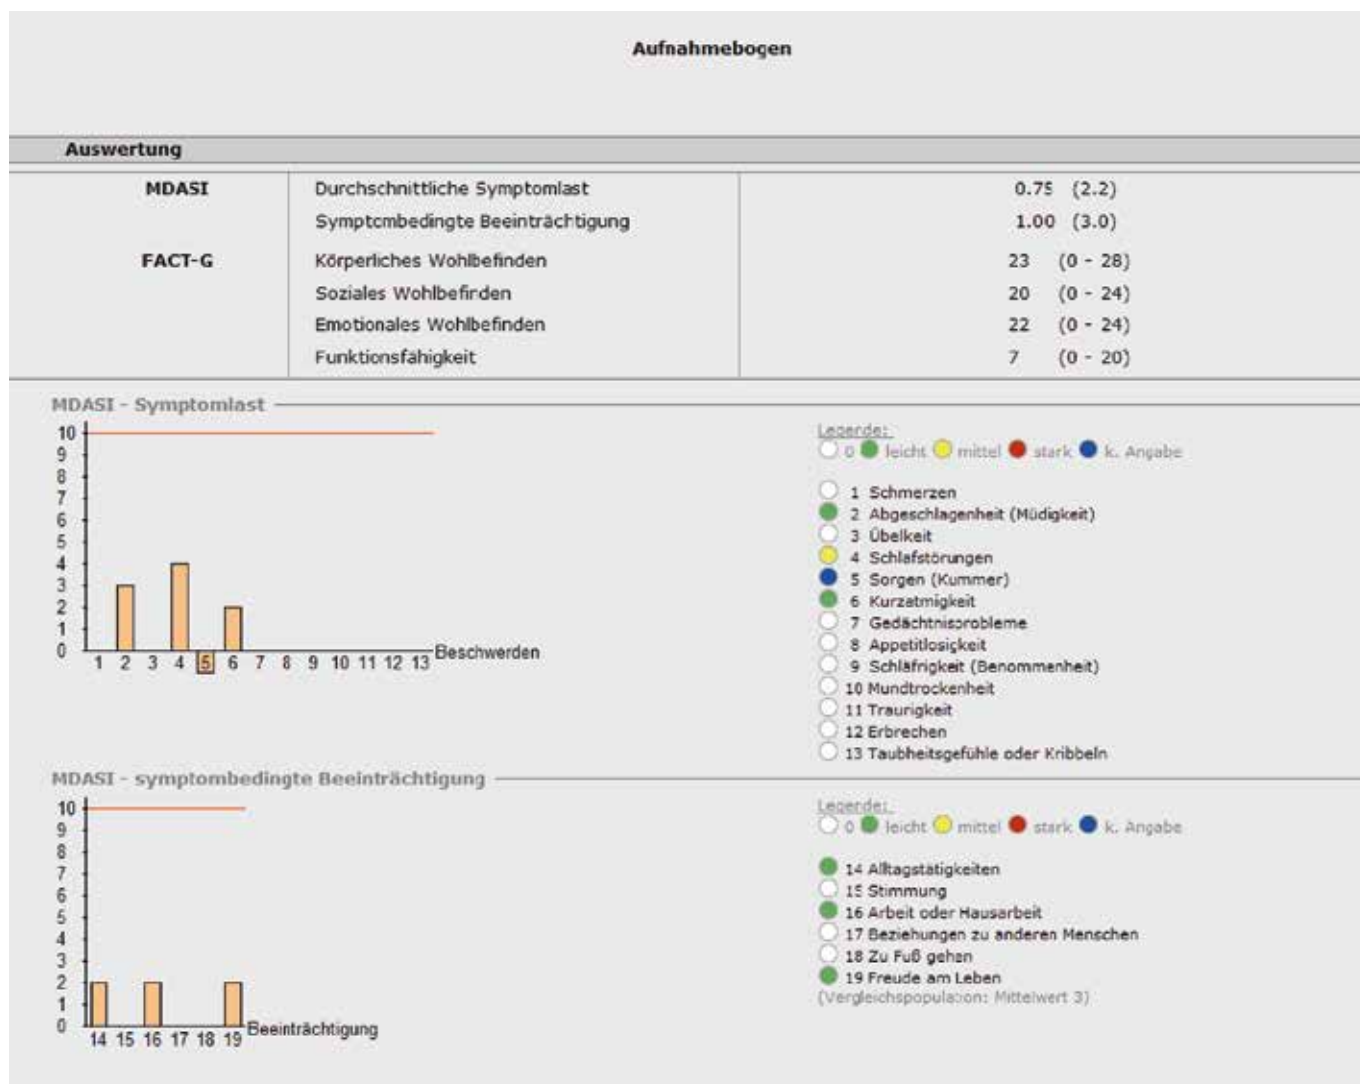 Aufnahmebogen
Auswertung
MDASI Durchschnittliche Symptomlast 0.75 (2.2)
Symptombedingte Beeinträchtigung 1.00 (3.0)
FACT-G Körperliches Wohlbefinden 23 (0 - 28)
Soziales Wohlbefinden 20 (0 - 24)
Emotionales Wohlbefinden 22 (0 - 24)
Funktionsfähigkeit 7 (0 - 20)
MDASI - Symptomlast
10
9
8
7
6
5
4
3
2
1
0
1 2 3 4 5 6 7 8 9 10 11 12 13
Beschwerden
Legende:
0 leicht mittel stark k. Angabe
1 Schmerzen
2 Abgeschlagenheit (Müdigkeit)
3 Übelkeit
4 Schlafstörungen
5 Sorgen (Kummer)
6 Kurzatmigkeit
7 Gedächtnisprobleme
8 Appetitlosigkeit
9 Schläfrigkeit (Benommenheit)
10 Mundtrockenheit
11 Traurigkeit
12 Erbrechen
13 Taubheitsgefühle oder Kribbeln
MDASI - symptombedingte Beeinträchtigung
10
9
8
7
6
5
4
3
2
1
0
14 15 16 17 18 19
Beeinträchtigung
Legende:
0 leicht mittel stark k. Angabe
14 Alltagstätigkeiten
15 Stimmung
16 Arbeit oder Hausarbeit
17 Beziehungen zu anderen Menschen
18 Zu Fuß gehen
19 Freude am Leben
(Vergleichspopulation: Mittelwert 3)